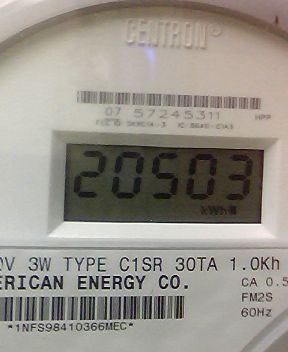 CENTRON®
07 57245311
HPP
20503
kWh
V 3W TYPE C1SR 30TA 1.0Kh
ERICAN ENERGY CO.
CA 0.5
FM2S
60Hz
*1NFS98410366MEC*